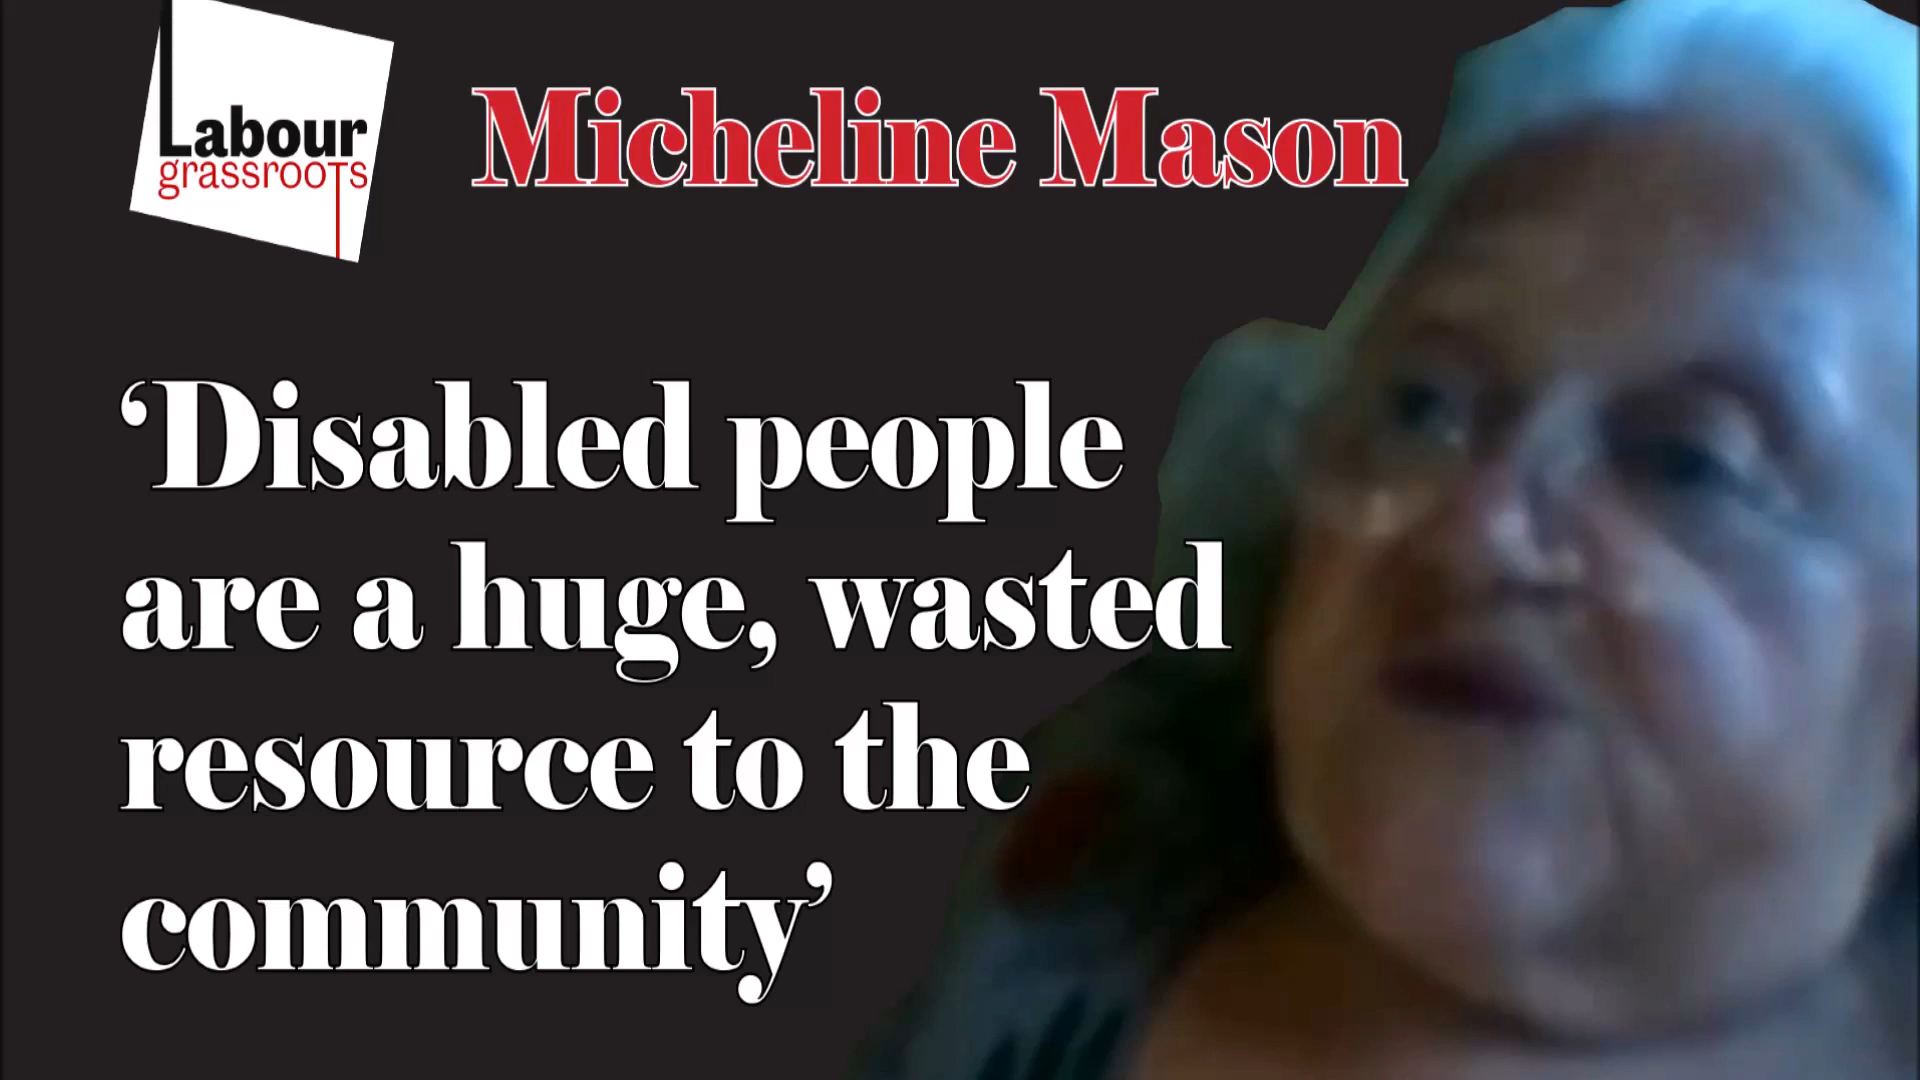 Labour
grassroots
Micheline Mason
‘Disabled people
are a huge, wasted
resource to the
community’